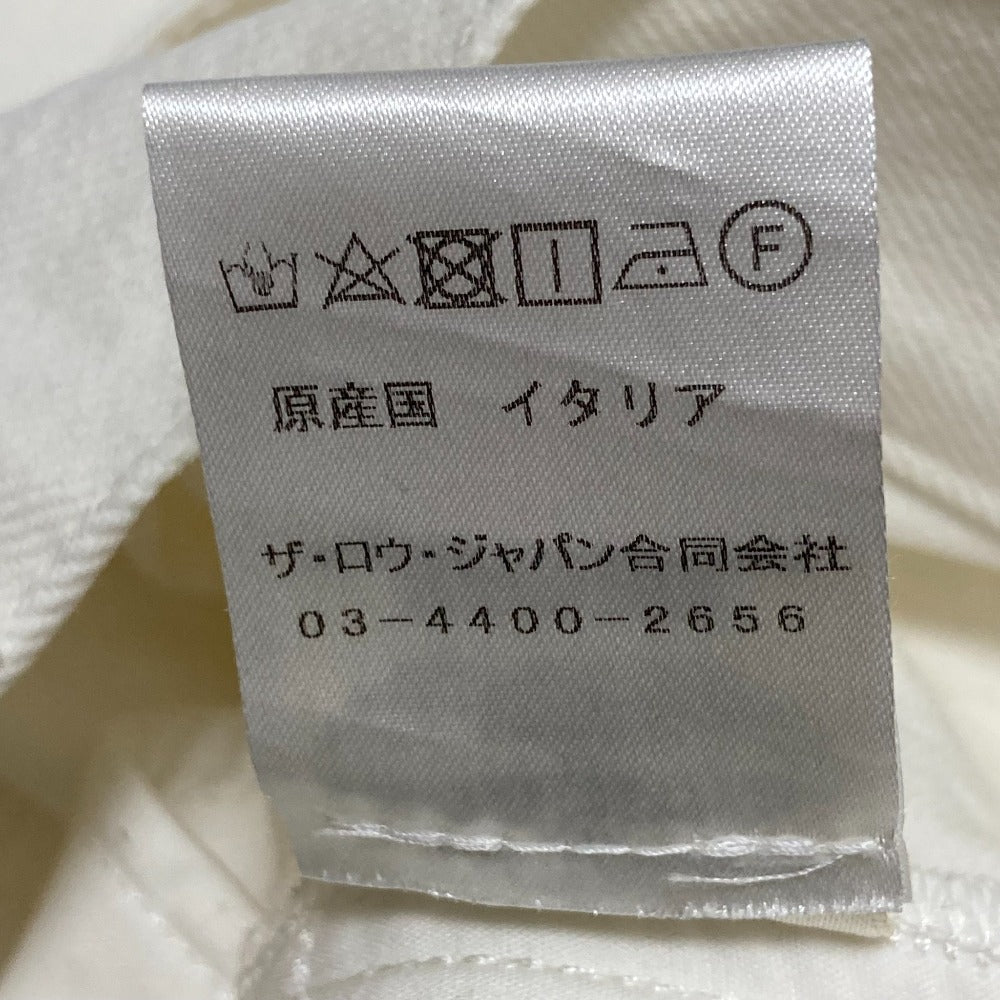 F
原産国　イタリア
ザ・ロウ・ジャパン合同会社
03-4400-2656